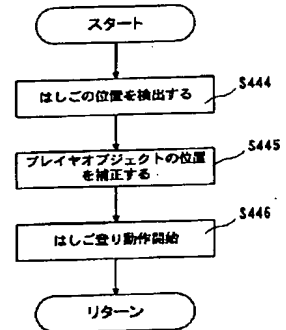 スタート
はしごの位置を検出する
S444
プレイヤオブジェクトの位置
を補正する
S445
はしご登り動作開始
S446
リターン